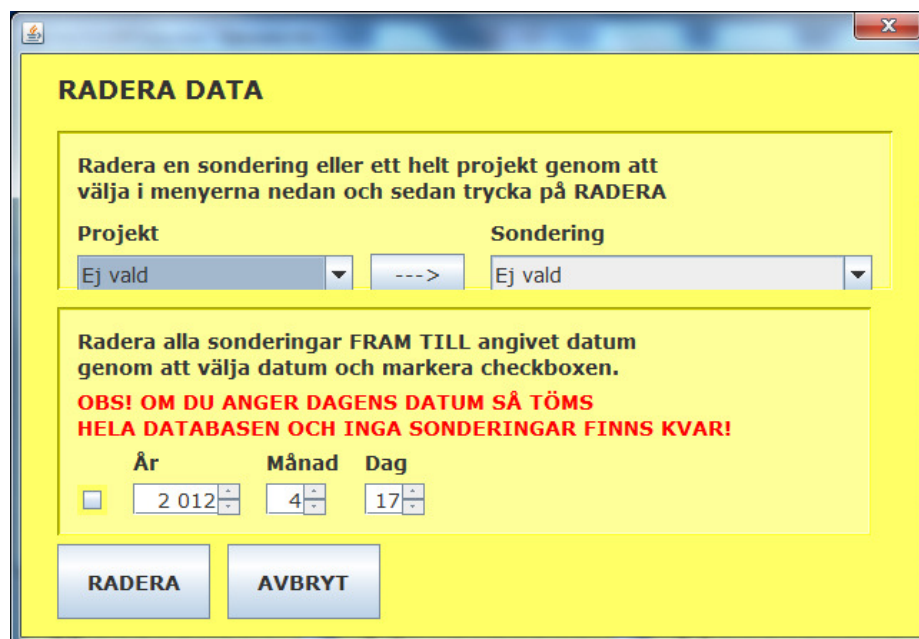 RADERA DATA
Radera en sondering eller ett helt projekt genom att
välja i menyerna nedan och sedan trycka på RADERA
Projekt Sondering
Ej vald ---> Ej vald
Radera alla sonderingar FRAM TILL angivet datum
genom att välja datum och markera checkboxen.
OBS! OM DU ANGER DAGENS DATUM SÅ TÖMS
HELA DATABASEN OCH INGA SONDERINGAR FINNS KVAR!
År Månad Dag
2 012 4 17
RADERA AVBRYT